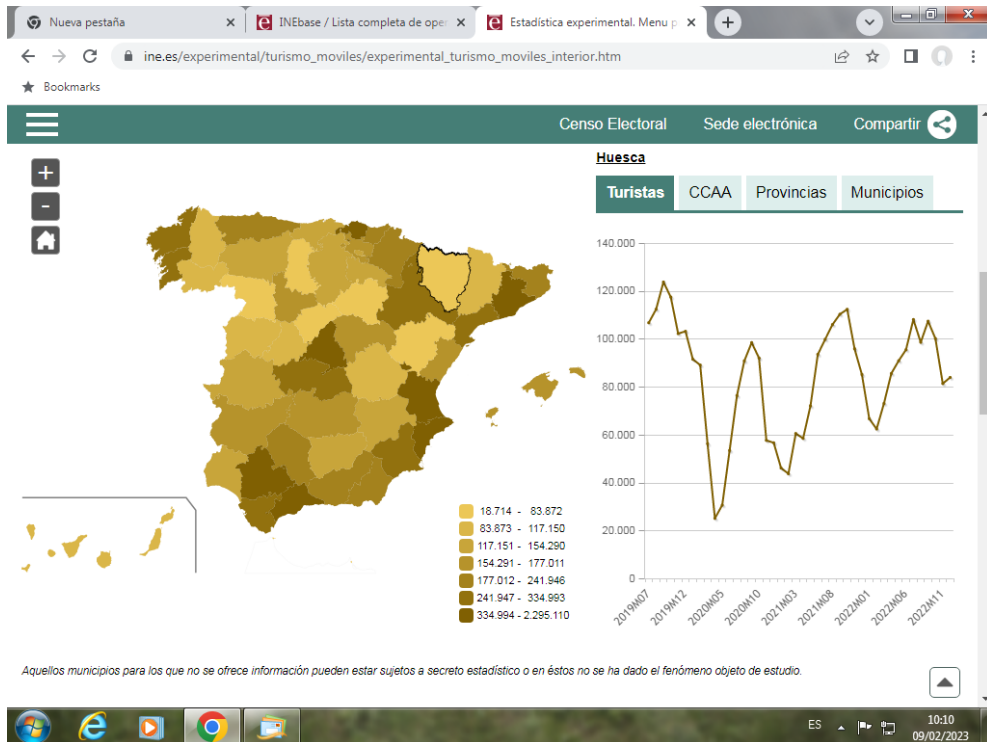 Nueva pestaña
INEbase / Lista completa de oper
Estadística experimental. Menu p
ine.es/experimental/turismo_moviles/experimental_turismo_moviles_interior.htm
Bookmarks
Censo Electoral Sede electrónica Compartir
Huesca
Turistas CCAA Provincias Municipios
+
-
140.000
120.000
100.000
80.000
60.000
40.000
20.000
0
2019M07 2019M12 2020M05 2020M10 2021M03 2021M08 2022M01 2022M06 2022M11
18.714 - 83.872
83.873 - 117.150
117.151 - 154.290
154.291 - 177.011
177.012 - 241.946
241.947 - 334.993
334.994 - 2.295.110
Aquellos municipios para los que no se ofrece información pueden estar sujetos a secreto estadístico o en éstos no se ha dado el fenómeno objeto de estudio.
ES
10:10
09/02/2023